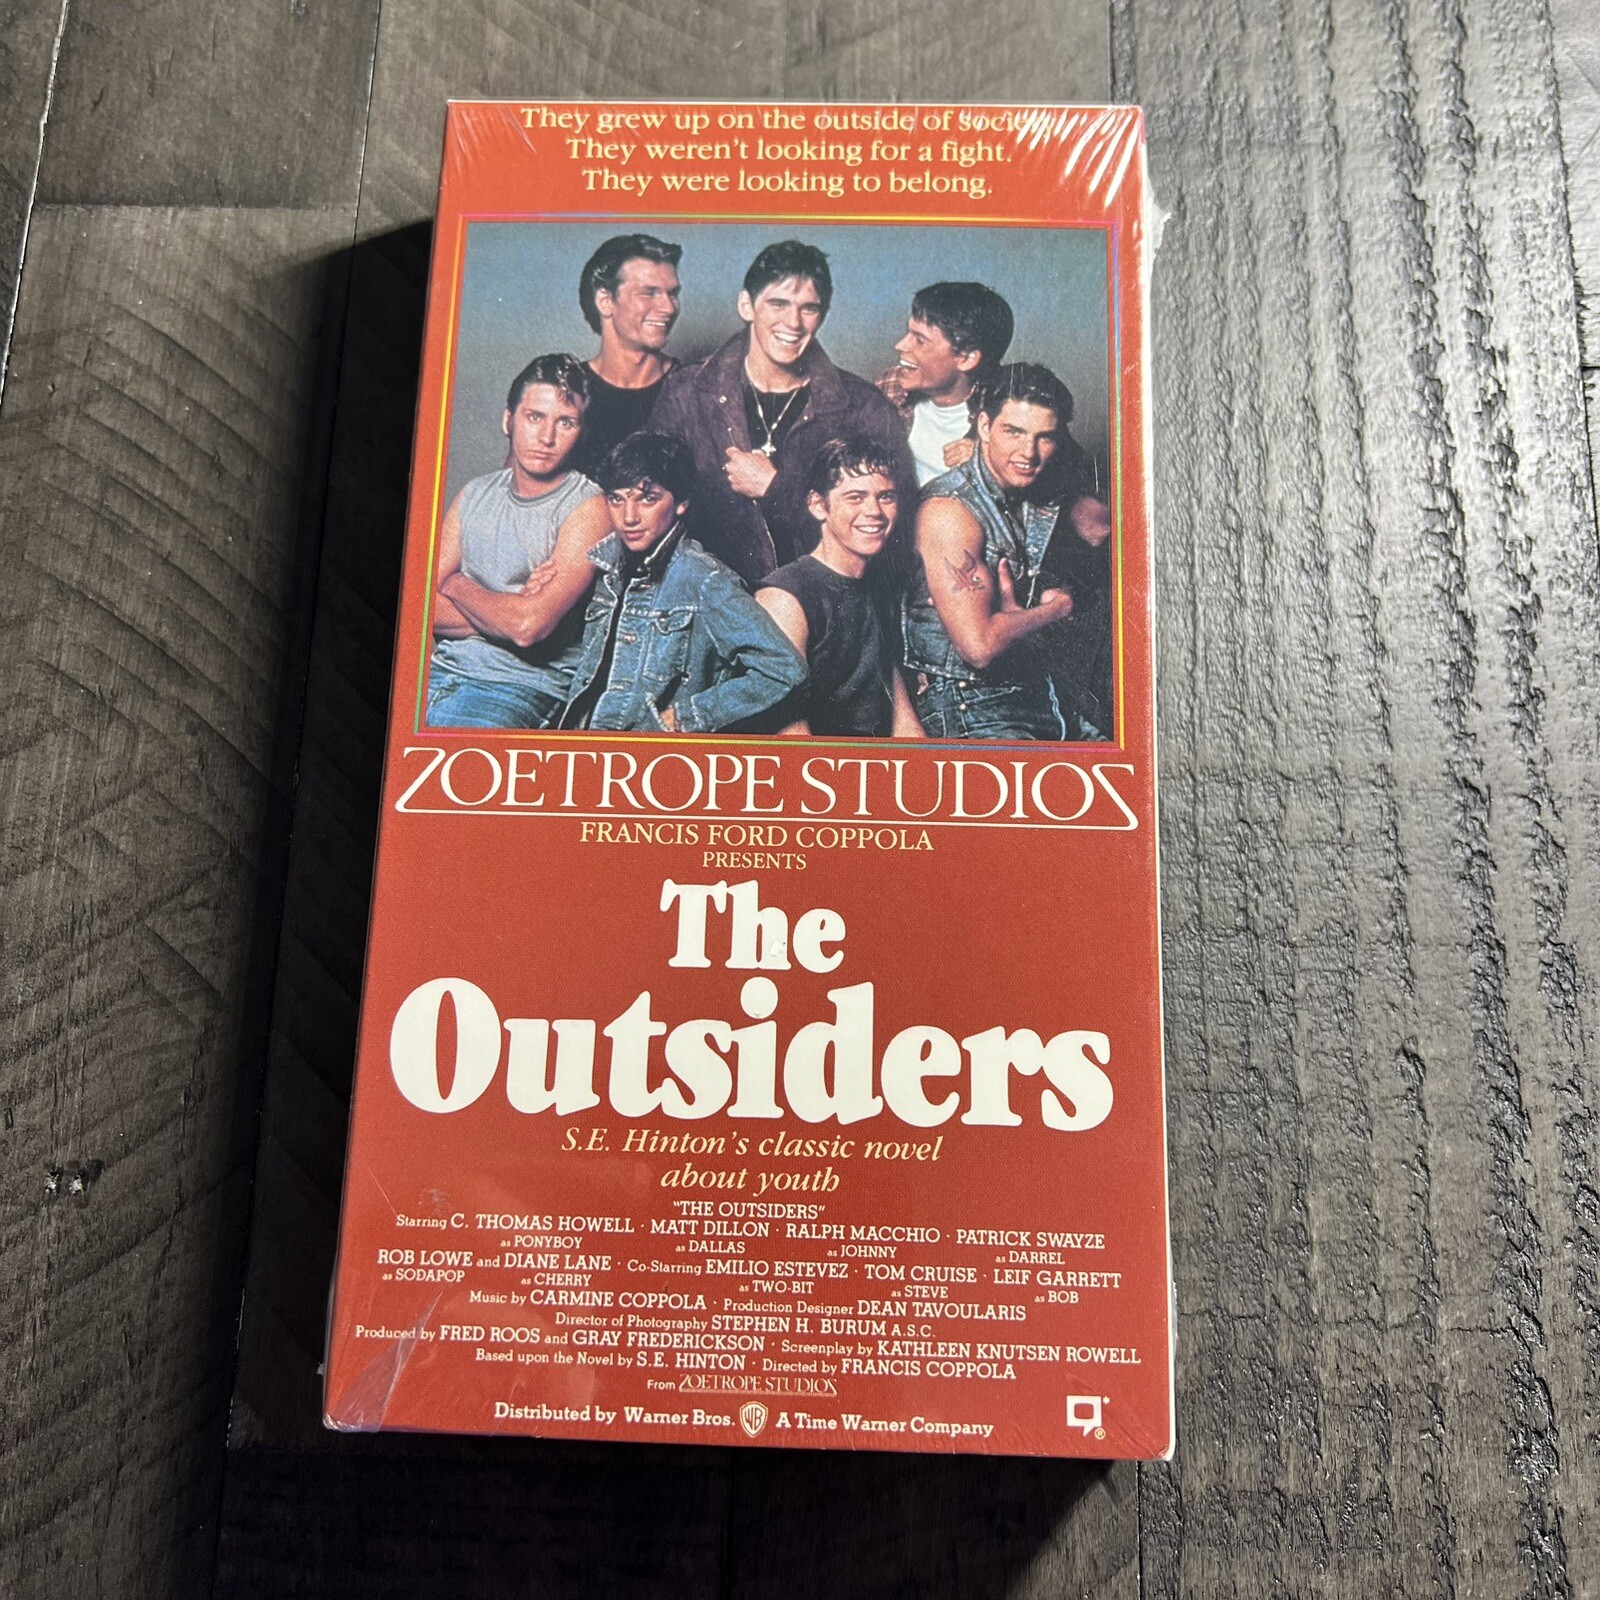 They grew up on the outside of society.
They weren't looking for a fight.
They were looking to belong.
ZOETROPE STUDIOS
FRANCIS FORD COPPOLA
PRESENTS
The
Outsiders
S.E. Hinton's classic novel
about youth
"THE OUTSIDERS"
Starring C. THOMAS HOWELL · MATT DILLON · RALPH MACCHIO · PATRICK SWAYZE
as PONYBOY as DALLAS as JOHNNY as DARREL
ROB LOWE and DIANE LANE · Co-Starring EMILIO ESTEVEZ · TOM CRUISE · LEIF GARRETT
as SODAPOP as CHERRY as TWO-BIT as STEVE as BOB
Music by CARMINE COPPOLA · Production Designer DEAN TAVOULARIS
Director of Photography STEPHEN H. BURUM A.S.C.
Produced by FRED ROOS and GRAY FREDERICKSON · Screenplay by KATHLEEN KNUTSEN ROWELL
Based upon the Novel by S.E. HINTON · Directed by FRANCIS COPPOLA
From ZOETROPE STUDIOS
Distributed by Warner Bros. WB A Time Warner Company